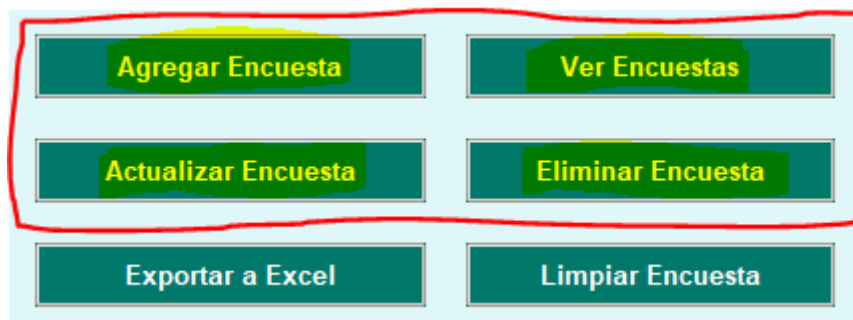 Agregar Encuesta
Ver Encuestas
Actualizar Encuesta
Eliminar Encuesta
Exportar a Excel
Limpiar Encuesta